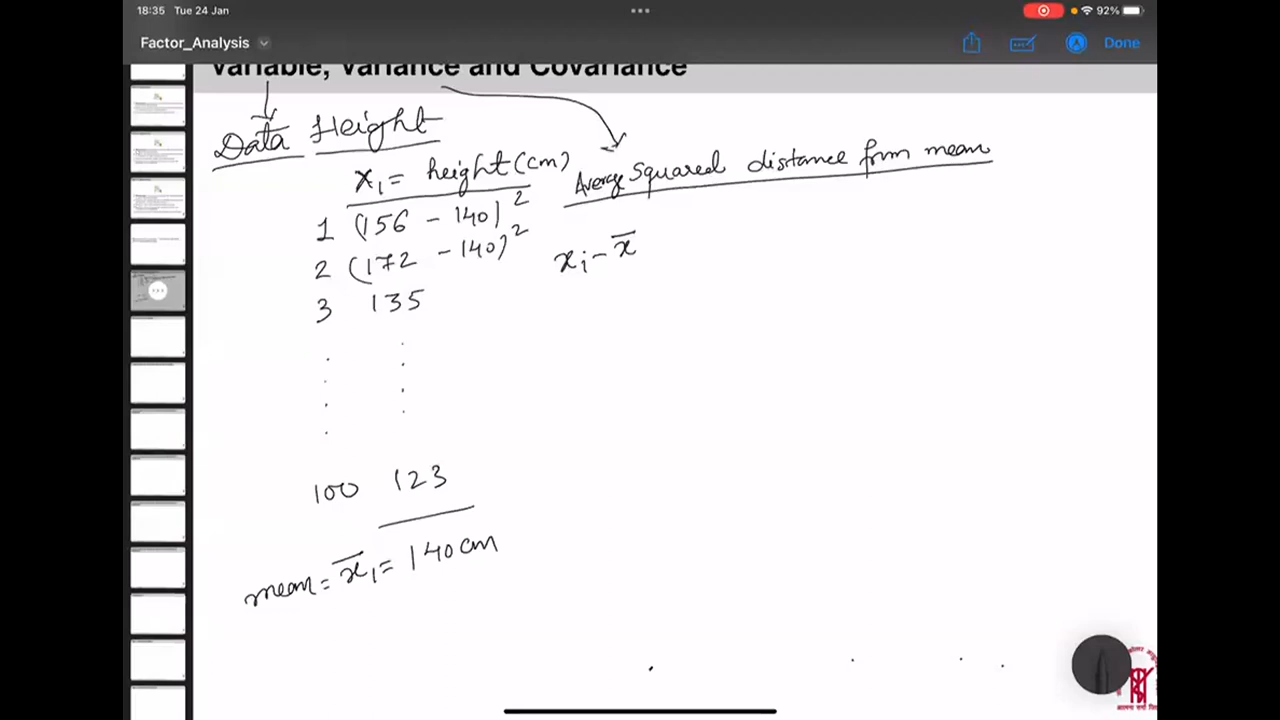 18:35 Tue 24 Jan
92%
Factor_Analysis
Done
Variable, Variance and Covariance
Data Height
x₁ = height (cm)
Average Squared distance from mean
1 (156 - 140)²
2 (172 - 140)²
xᵢ - x̄
3 135
100 123
mean = x̄₁ = 140 cm